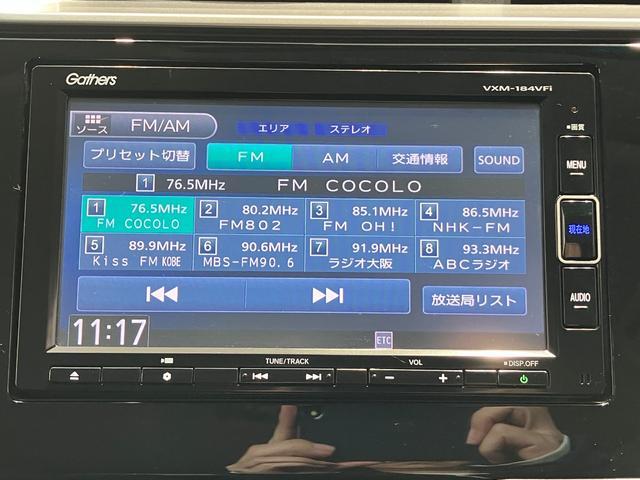 Gathers
VXM-184VFi
ソース FM/AM エリア ステレオ
画質
プリセット切替 FM AM 交通情報 SOUND
MENU
1 76.5MHz FM COCOLO
1 76.5MHz FM COCOLO
2 80.2MHz FM802
3 85.1MHz FM OH!
4 86.5MHz NHK-FM
現在地
5 89.9MHz Kiss FM KOBE
6 90.6MHz MBS-FM90.6
7 91.9MHz ラジオ大阪
8 93.3MHz ABCラジオ
放送局リスト
AUDIO
11:17
ETC
TUNE/TRACK
VOL
DISP.OFF